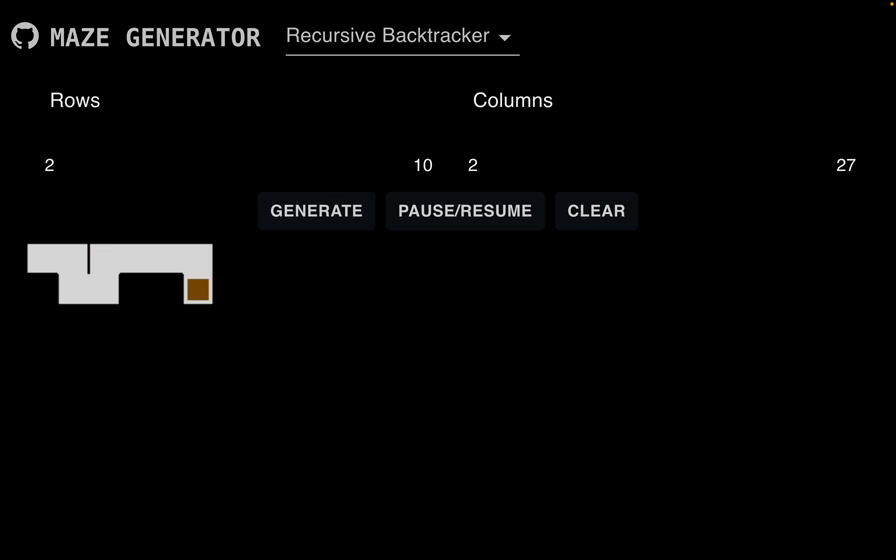 MAZE GENERATOR Recursive Backtracker
Rows Columns
2 10 2 27
GENERATE PAUSE/RESUME CLEAR